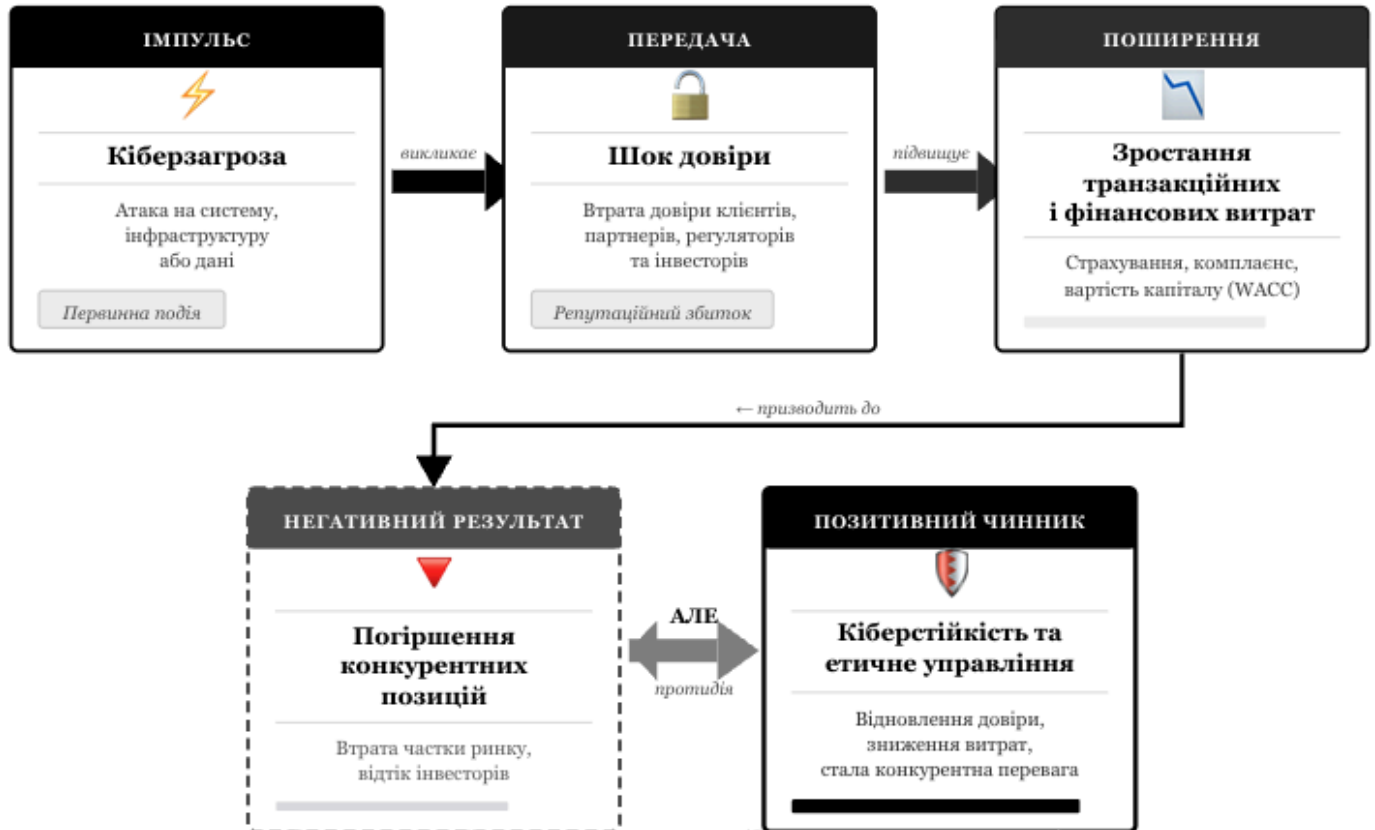 ІМПУЛЬС
Кіберзагроза
Атака на систему,
інфраструктуру
або дані
Первинна подія
викликає
ПЕРЕДАЧА
Шок довіри
Втрата довіри клієнтів,
партнерів, регуляторів
та інвесторів
Репутаційний збиток
підвищує
ПОШИРЕННЯ
Зростання
транзакційних
і фінансових витрат
Страхування, комплаєнс,
вартість капіталу (WACC)
← призводить до
НЕГАТИВНИЙ РЕЗУЛЬТАТ
Погіршення
конкурентних
позицій
Втрата частки ринку,
відтік інвесторів
АЛЕ
протидія
ПОЗИТИВНИЙ ЧИННИК
Кіберстійкість та
етичне управління
Відновлення довіри,
зниження витрат,
стала конкурентна перевага